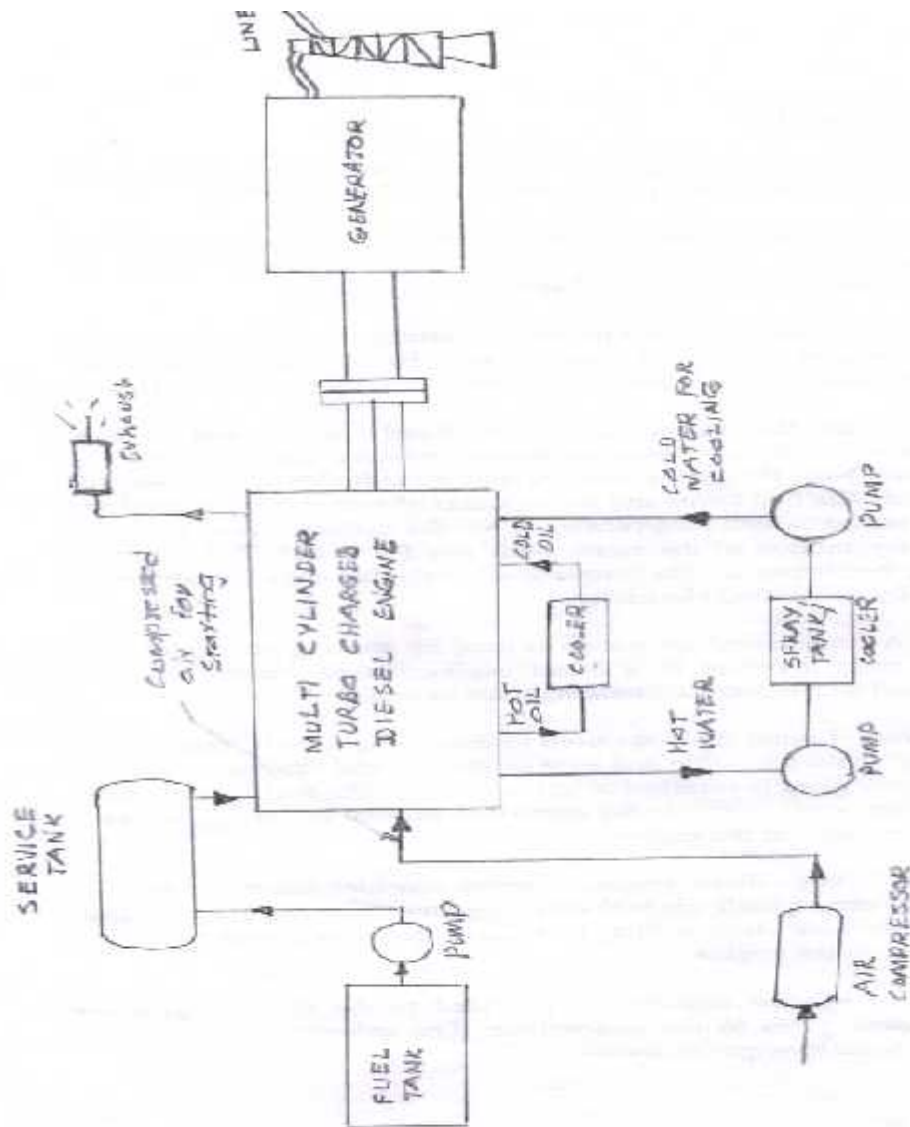 LINE
GENERATOR
Exhaust
Compressed
air for
starting
MULTI CYLINDER
TURBO CHARGED
DIESEL ENGINE
COLD
WATER FOR
COOLING
COLD
OIL
COOLER
HOT
OIL
HOT
WATER
PUMP
SPRAY
TANK/
COOLER
PUMP
SERVICE
TANK
PUMP
FUEL
TANK
AIR
COMPRESSOR